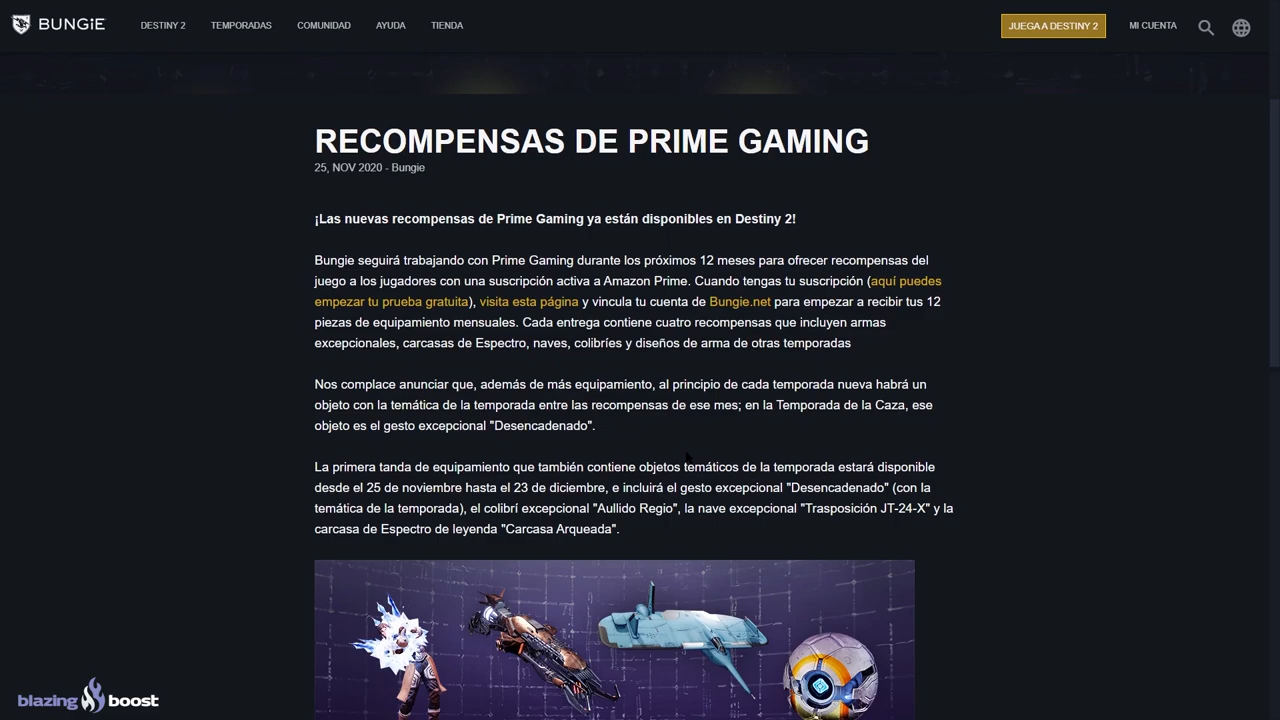 BUNGiE
DESTINY 2
TEMPORADAS
COMUNIDAD
AYUDA
TIENDA
JUEGA A DESTINY 2
MI CUENTA
RECOMPENSAS DE PRIME GAMING
25, NOV 2020 - Bungie
¡Las nuevas recompensas de Prime Gaming ya están disponibles en Destiny 2!
Bungie seguirá trabajando con Prime Gaming durante los próximos 12 meses para ofrecer recompensas del
juego a los jugadores con una suscripción activa a Amazon Prime. Cuando tengas tu suscripción (aquí puedes
empezar tu prueba gratuita), visita esta página y vincula tu cuenta de Bungie.net para empezar a recibir tus 12
piezas de equipamiento mensuales. Cada entrega contiene cuatro recompensas que incluyen armas
excepcionales, carcasas de Espectro, naves, colibríes y diseños de arma de otras temporadas
Nos complace anunciar que, además de más equipamiento, al principio de cada temporada nueva habrá un
objeto con la temática de la temporada entre las recompensas de ese mes; en la Temporada de la Caza, ese
objeto es el gesto excepcional "Desencadenado".
La primera tanda de equipamiento que también contiene objetos temáticos de la temporada estará disponible
desde el 25 de noviembre hasta el 23 de diciembre, e incluirá el gesto excepcional "Desencadenado" (con la
temática de la temporada), el colibrí excepcional "Aullido Regio", la nave excepcional "Trasposición JT-24-X" y la
carcasa de Espectro de leyenda "Carcasa Arqueada".
blazing boost